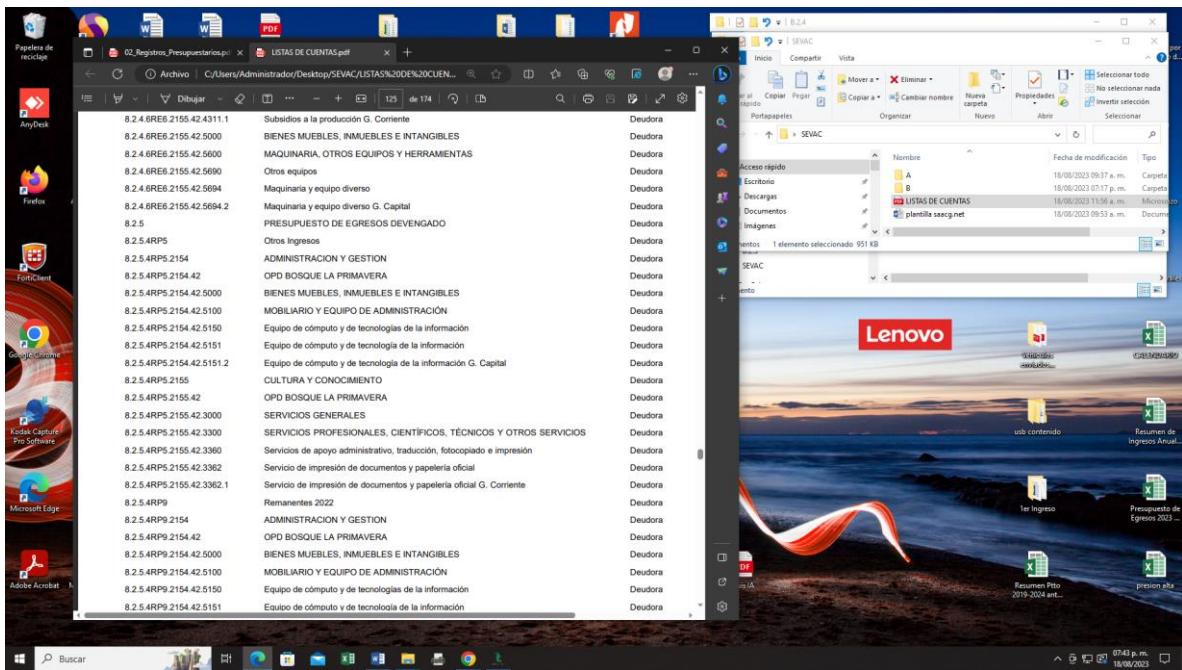 Papelera de reciclaje
AnyDesk
Firefox
FortiClient
Google Chrome
Kodak Capture Pro Software
Microsoft Edge
Adobe Acrobat
02_Registros_Presupuestarios.pd
LISTAS DE CUENTAS.pdf
Archivo
C:/Users/Administrador/Desktop/SEVAC/LISTAS%20DE%20CUEN...
Dibujar
125 de 174
8.2.4.6RE6.2155.42.4311.1 Subsidios a la producción G. Corriente Deudora
8.2.4.6RE6.2155.42.5000 BIENES MUEBLES, INMUEBLES E INTANGIBLES Deudora
8.2.4.6RE6.2155.42.5600 MAQUINARIA, OTROS EQUIPOS Y HERRAMIENTAS Deudora
8.2.4.6RE6.2155.42.5690 Otros equipos Deudora
8.2.4.6RE6.2155.42.5694 Maquinaria y equipo diverso Deudora
8.2.4.6RE6.2155.42.5694.2 Maquinaria y equipo diverso G. Capital Deudora
8.2.5 PRESUPUESTO DE EGRESOS DEVENGADO Deudora
8.2.5.4RP5 Otros Ingresos Deudora
8.2.5.4RP5.2154 ADMINISTRACION Y GESTION Deudora
8.2.5.4RP5.2154.42 OPD BOSQUE LA PRIMAVERA Deudora
8.2.5.4RP5.2154.42.5000 BIENES MUEBLES, INMUEBLES E INTANGIBLES Deudora
8.2.5.4RP5.2154.42.5100 MOBILIARIO Y EQUIPO DE ADMINISTRACIÓN Deudora
8.2.5.4RP5.2154.42.5150 Equipo de cómputo y de tecnologías de la información Deudora
8.2.5.4RP5.2154.42.5151 Equipo de cómputo y de tecnología de la información Deudora
8.2.5.4RP5.2154.42.5151.2 Equipo de cómputo y de tecnología de la información G. Capital Deudora
8.2.5.4RP5.2155 CULTURA Y CONOCIMIENTO Deudora
8.2.5.4RP5.2155.42 OPD BOSQUE LA PRIMAVERA Deudora
8.2.5.4RP5.2155.42.3000 SERVICIOS GENERALES Deudora
8.2.5.4RP5.2155.42.3300 SERVICIOS PROFESIONALES, CIENTÍFICOS, TÉCNICOS Y OTROS SERVICIOS Deudora
8.2.5.4RP5.2155.42.3360 Servicios de apoyo administrativo, traducción, fotocopiado e impresión Deudora
8.2.5.4RP5.2155.42.3362 Servicio de impresión de documentos y papelería oficial Deudora
8.2.5.4RP5.2155.42.3362.1 Servicio de impresión de documentos y papelería oficial G. Corriente Deudora
8.2.5.4RP9 Remanentes 2022 Deudora
8.2.5.4RP9.2154 ADMINISTRACION Y GESTION Deudora
8.2.5.4RP9.2154.42 OPD BOSQUE LA PRIMAVERA Deudora
8.2.5.4RP9.2154.42.5000 BIENES MUEBLES, INMUEBLES E INTANGIBLES Deudora
8.2.5.4RP9.2154.42.5100 MOBILIARIO Y EQUIPO DE ADMINISTRACIÓN Deudora
8.2.5.4RP9.2154.42.5150 Equipo de cómputo y de tecnologías de la información Deudora
8.2.5.4RP9.2154.42.5151 Equipo de cómputo y de tecnología de la información Deudora
8.2.4
SEVAC
Inicio Compartir Vista
Copiar Pegar
Mover a
Copiar a
Eliminar
Cambiar nombre
Nueva carpeta
Propiedades
Seleccionar todo
No seleccionar nada
Invertir selección
Portapapeles Organizar Nuevo Abrir Seleccionar
SEVAC
Acceso rápido
Escritorio
Descargas
Documentos
Imágenes
Nombre Fecha de modificación Tipo
A 18/08/2023 09:37 a. m. Carpeta
B 18/08/2023 07:17 p. m. Carpeta
LISTAS DE CUENTAS 18/08/2023 11:56 a. m. Microso
plantilla saacg.net 18/08/2023 09:53 a. m. Docume
1 elemento seleccionado 951 KB
SEVAC
Lenovo
Vehiculos enviados...
CALENDARIO
usb contenido
Resumen de Ingresos Anual...
1er Ingreso
Presupuesto de Egresos 2023 ...
Resumen Ptto 2019-2024 ant...
presion alta
Buscar
07:43 p. m.
18/08/2023